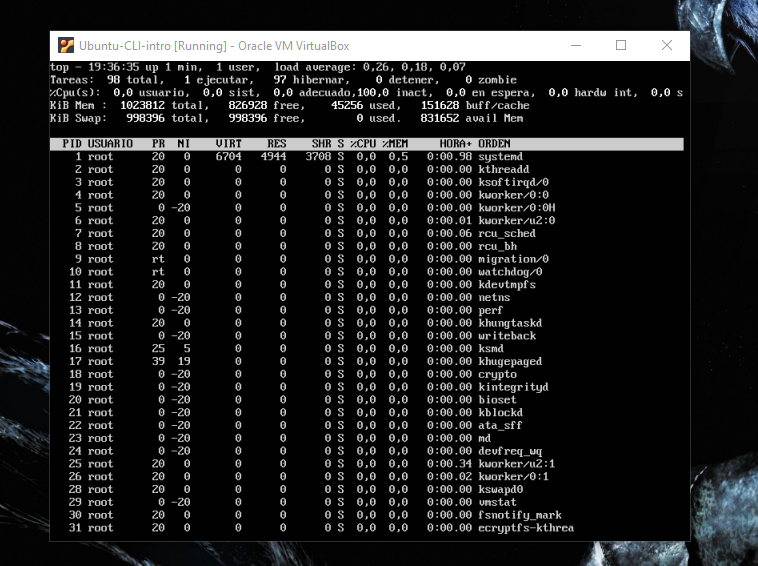 Ubuntu-CLI-intro [Running] - Oracle VM VirtualBox
top - 19:36:35 up 1 min, 1 user, load average: 0,26, 0,18, 0,07
Tareas: 98 total, 1 ejecutar, 97 hibernar, 0 detener, 0 zombie
%Cpu(s): 0,0 usuario, 0,0 sist, 0,0 adecuado,100,0 inact, 0,0 en espera, 0,0 hardw int, 0,0 s
KiB Mem : 1023812 total, 826928 free, 45256 used, 151628 buff/cache
KiB Swap: 998396 total, 998396 free, 0 used. 831652 avail Mem
PID USUARIO PR NI VIRT RES SHR S %CPU %MEM HORA+ ORDEN
1 root 20 0 6704 4944 3708 S 0,0 0,5 0:00.98 systemd
2 root 20 0 0 0 0 S 0,0 0,0 0:00.00 kthreadd
3 root 20 0 0 0 0 S 0,0 0,0 0:00.00 ksoftirqd/0
4 root 20 0 0 0 0 S 0,0 0,0 0:00.00 kworker/0:0
5 root 0 -20 0 0 0 S 0,0 0,0 0:00.00 kworker/0:0H
6 root 20 0 0 0 0 S 0,0 0,0 0:00.01 kworker/u2:0
7 root 20 0 0 0 0 S 0,0 0,0 0:00.06 rcu_sched
8 root 20 0 0 0 0 S 0,0 0,0 0:00.00 rcu_bh
9 root rt 0 0 0 0 S 0,0 0,0 0:00.00 migration/0
10 root rt 0 0 0 0 S 0,0 0,0 0:00.00 watchdog/0
11 root 20 0 0 0 0 S 0,0 0,0 0:00.00 kdevtmpfs
12 root 0 -20 0 0 0 S 0,0 0,0 0:00.00 netns
13 root 0 -20 0 0 0 S 0,0 0,0 0:00.00 perf
14 root 20 0 0 0 0 S 0,0 0,0 0:00.00 khungtaskd
15 root 0 -20 0 0 0 S 0,0 0,0 0:00.00 writeback
16 root 25 5 0 0 0 S 0,0 0,0 0:00.00 ksmd
17 root 39 19 0 0 0 S 0,0 0,0 0:00.00 khugepaged
18 root 0 -20 0 0 0 S 0,0 0,0 0:00.00 crypto
19 root 0 -20 0 0 0 S 0,0 0,0 0:00.00 kintegrityd
20 root 0 -20 0 0 0 S 0,0 0,0 0:00.00 bioset
21 root 0 -20 0 0 0 S 0,0 0,0 0:00.00 kblockd
22 root 0 -20 0 0 0 S 0,0 0,0 0:00.00 ata_sff
23 root 0 -20 0 0 0 S 0,0 0,0 0:00.00 md
24 root 0 -20 0 0 0 S 0,0 0,0 0:00.00 devfreq_wq
25 root 20 0 0 0 0 S 0,0 0,0 0:00.34 kworker/u2:1
26 root 20 0 0 0 0 S 0,0 0,0 0:00.02 kworker/0:1
28 root 20 0 0 0 0 S 0,0 0,0 0:00.00 kswapd0
29 root 0 -20 0 0 0 S 0,0 0,0 0:00.00 vmstat
30 root 20 0 0 0 0 S 0,0 0,0 0:00.00 fsnotify_mark
31 root 20 0 0 0 0 S 0,0 0,0 0:00.00 ecryptfs-kthrea